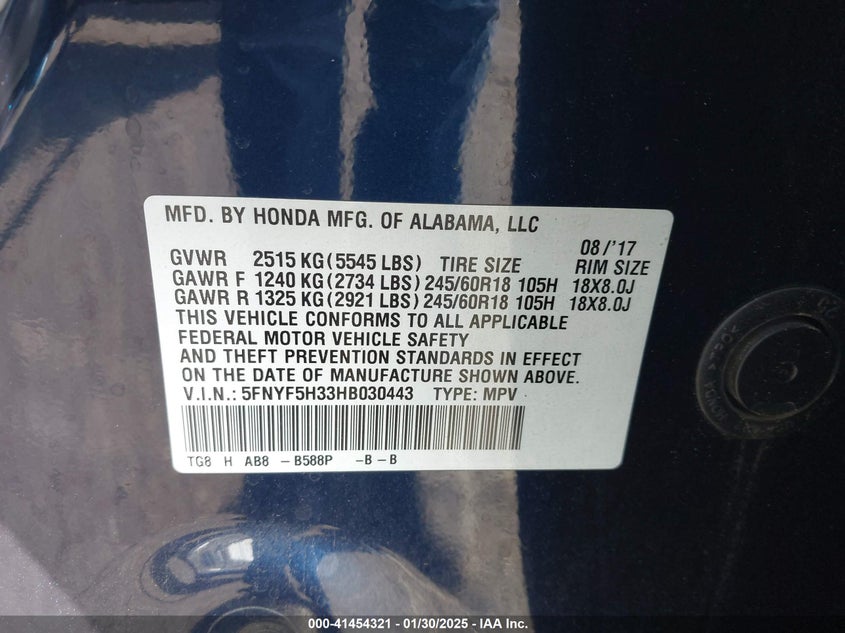 MFD. BY HONDA MFG. OF ALABAMA, LLC
08/'17
GVWR 2515 KG(5545 LBS) TIRE SIZE RIM SIZE
GAWR F 1240 KG(2734 LBS) 245/60R18 105H 18X8.0J
GAWR R 1325 KG(2921 LBS) 245/60R18 105H 18X8.0J
THIS VEHICLE CONFORMS TO ALL APPLICABLE
FEDERAL MOTOR VEHICLE SAFETY
AND THEFT PREVENTION STANDARDS IN EFFECT
ON THE DATE OF MANUFACTURE SHOWN ABOVE.
V.I.N.: 5FNYF5H33HB030443 TYPE: MPV
TG8 H AB8 -B588P -B-B
000-41454321 - 01/30/2025 - IAA Inc.